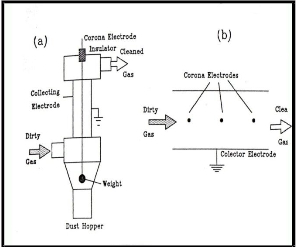 (a)
Corona Electrode
Insulator
Cleaned
Gas
Collecting
Electrode
Dirty
Gas
Weight
Dust Hopper
(b)
Corona Electrodes
Dirty
Gas
Clea
Gas
Colector Electrode